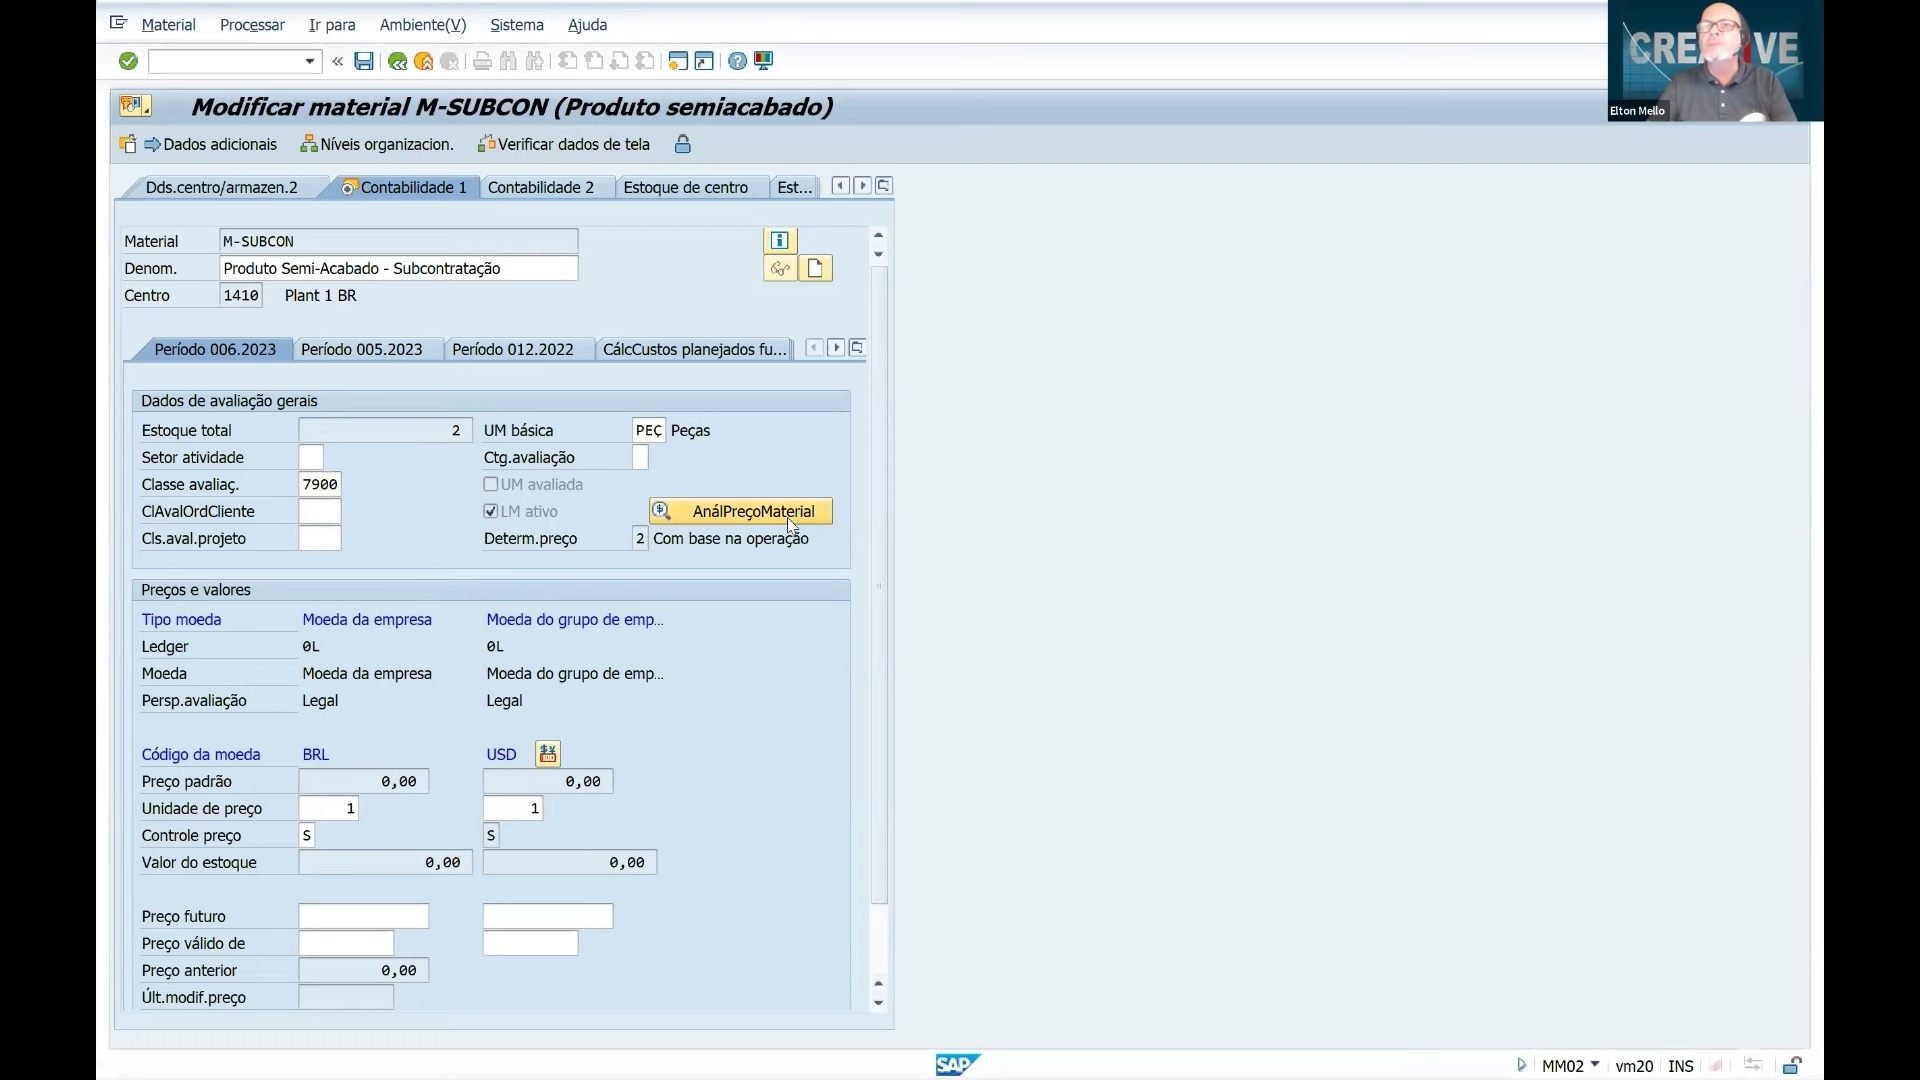 Material Processar Ir para Ambiente(V) Sistema Ajuda
Modificar material M-SUBCON (Produto semiacabado)
Dados adicionais Níveis organizacion. Verificar dados de tela
Dds.centro/armazen.2 Contabilidade 1 Contabilidade 2 Estoque de centro Est...
Material M-SUBCON
Denom. Produto Semi-Acabado - Subcontratação
Centro 1410 Plant 1 BR
Período 006.2023 Período 005.2023 Período 012.2022 CálcCustos planejados fu...
Dados de avaliação gerais
Estoque total 2 UM básica PEÇ Peças
Setor atividade Ctg.avaliação
Classe avaliaç. 7900 UM avaliada
ClAvalOrdCliente LM ativo AnálPreçoMaterial
Cls.aval.projeto Determ.preço 2 Com base na operação
Preços e valores
Tipo moeda Moeda da empresa Moeda do grupo de emp...
Ledger 0L 0L
Moeda Moeda da empresa Moeda do grupo de emp...
Persp.avaliação Legal Legal
Código da moeda BRL USD
Preço padrão 0,00 0,00
Unidade de preço 1 1
Controle preço S S
Valor do estoque 0,00 0,00
Preço futuro
Preço válido de
Preço anterior 0,00
Últ.modif.preço
SAP MM02 vm20 INS
Elton Mello